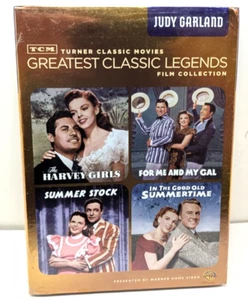 JUDY GARLAND
TCM TURNER CLASSIC MOVIES
GREATEST CLASSIC LEGENDS
FILM COLLECTION
The HARVEY GIRLS
FOR ME AND MY GAL
SUMMER STOCK
IN THE GOOD OLD
SUMMERTIME
PRESENTED BY WARNER HOME VIDEO